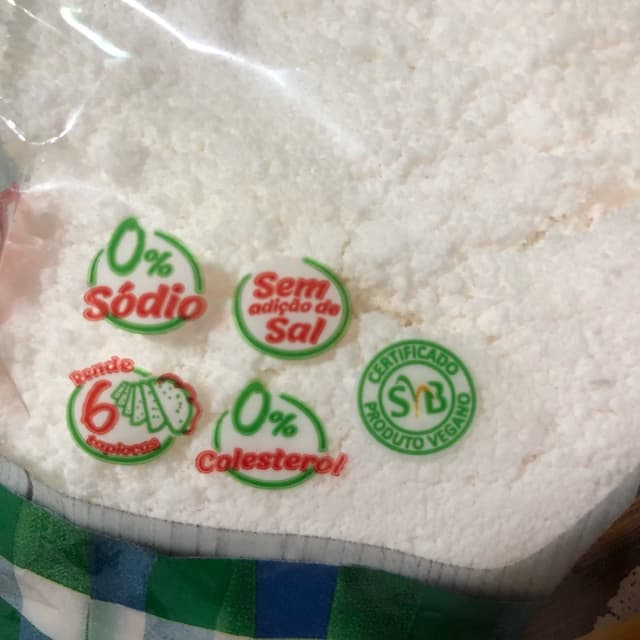 0%
Sódio
Sem
adição de
Sal
Rende
6
tapiocas
0%
Colesterol
CERTIFICADO
SVB
PRODUTO VEGANO